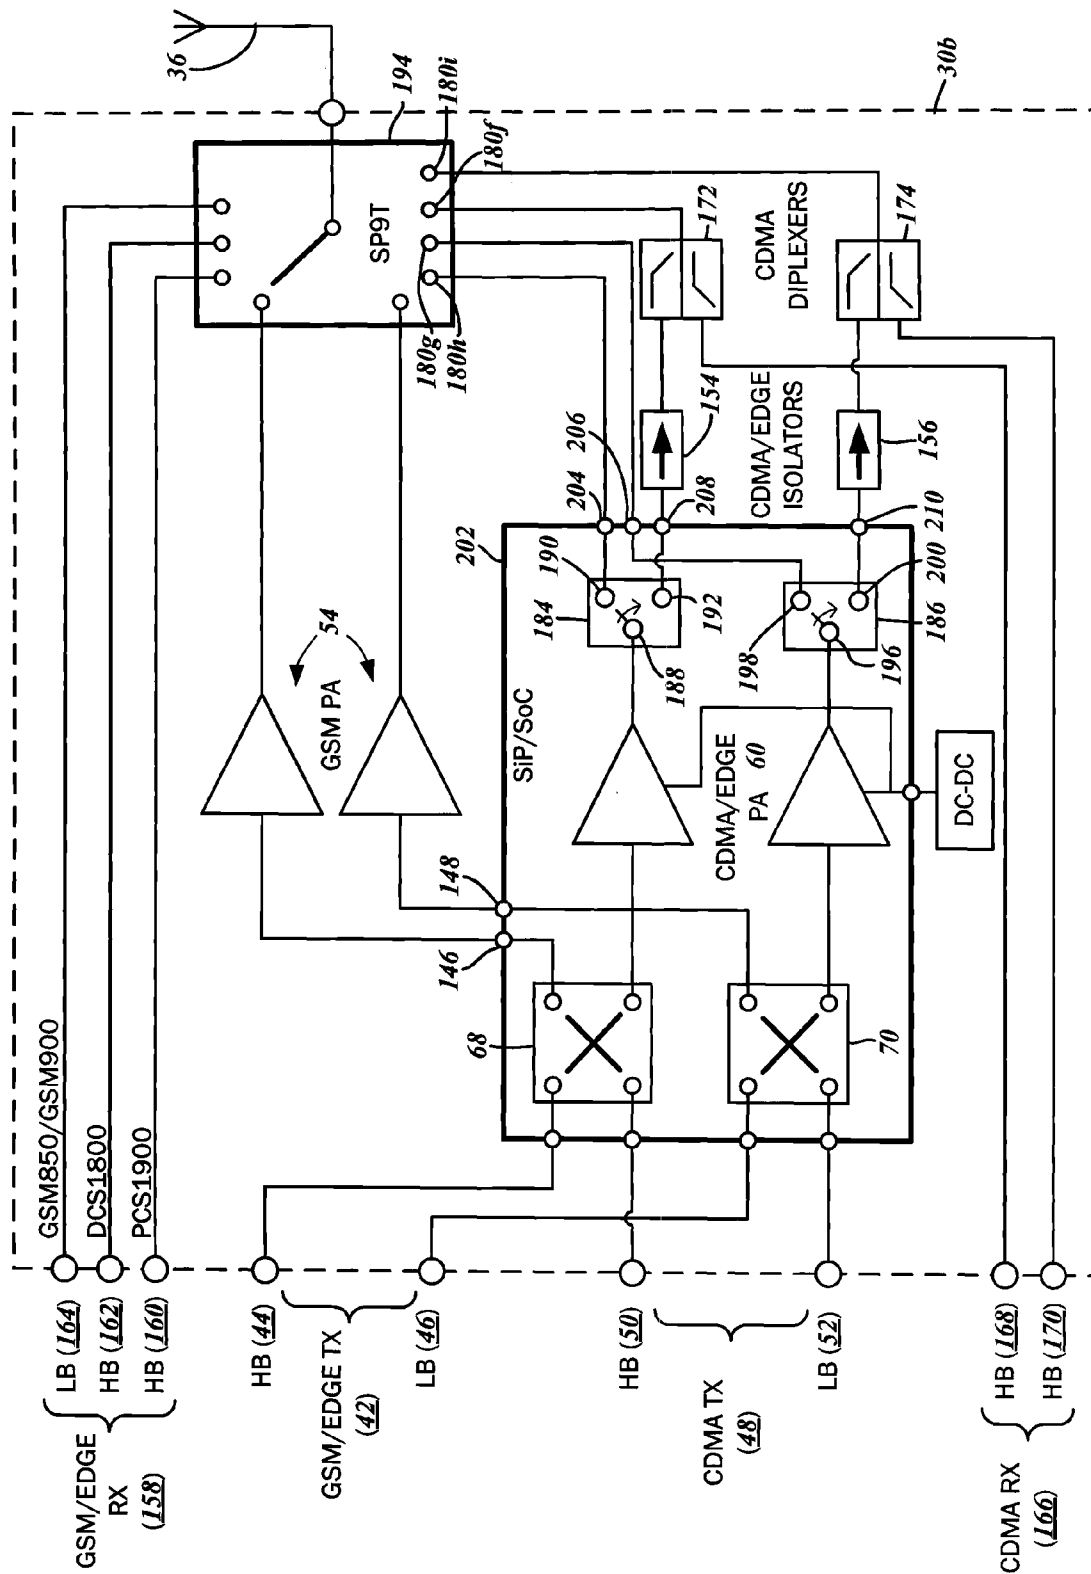 GSM/EDGE
RX
(158)
LB (164)
HB (162)
HB (160)
GSM850/GSM900
DCS1800
PCS1900
HB (44)
GSM/EDGE TX
(42)
LB (46)
HB (50)
CDMA TX
(48)
LB (52)
CDMA RX
(166)
HB (168)
HB (170)
68
70
146
148
GSM PA
54
SiP/SoC
202
CDMA/EDGE
PA 60
DC-DC
184
190
188
192
198
196
186
200
204
206
208
210
CDMA/EDGE
ISOLATORS
154
156
CDMA
DIPLEXERS
172
174
SP9T
180g
180h
180f
180i
194
36
30b